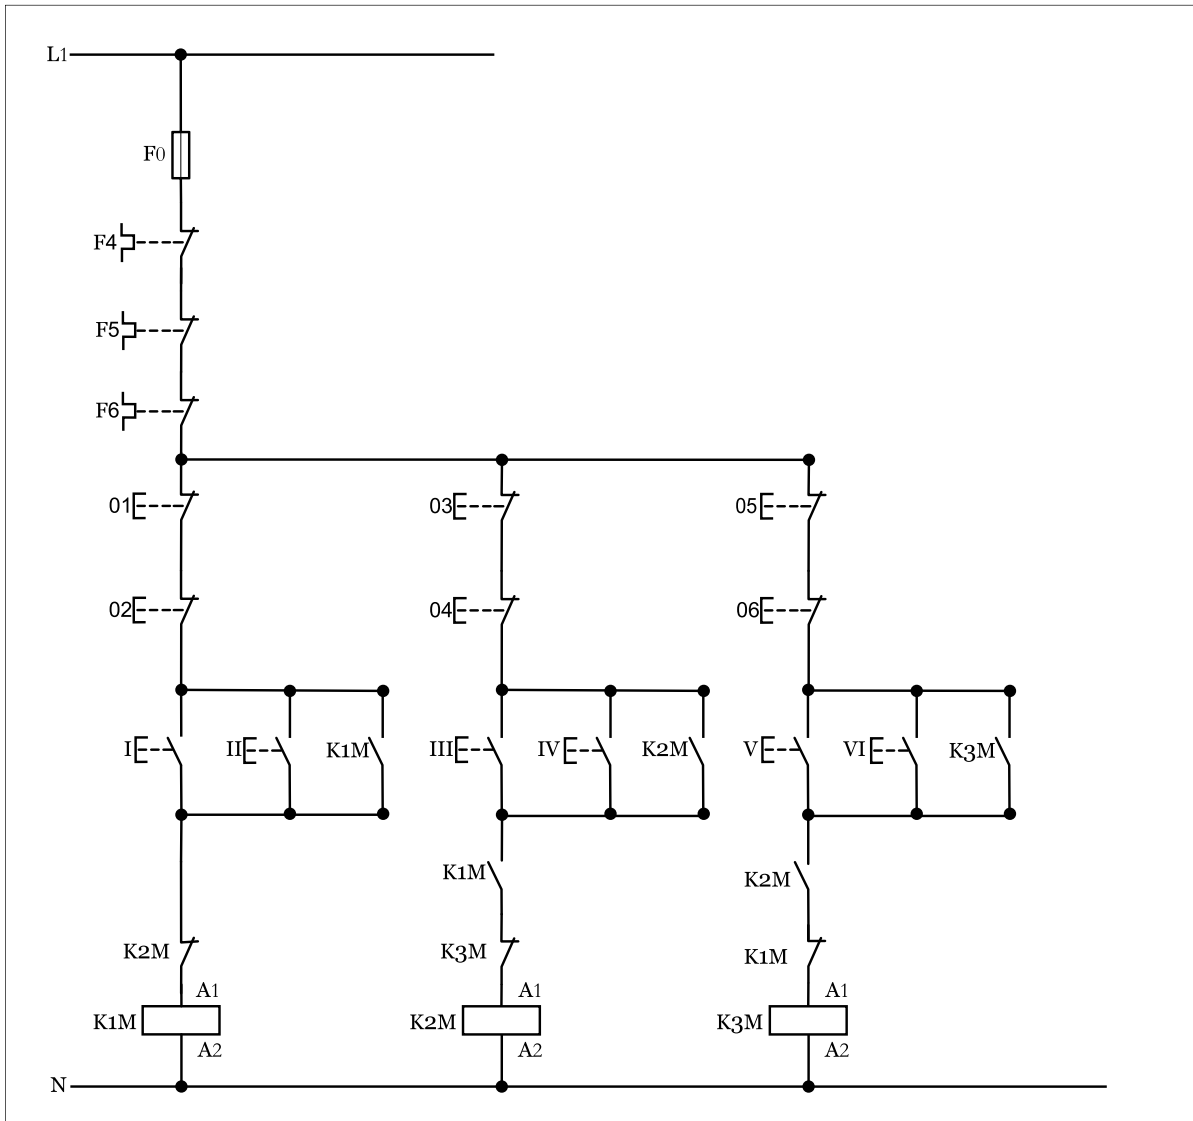 L1
F0
F4
F5
F6
01 03 05
02 04 06
I II K1M III IV K2M V VI K3M
K1M K2M
K2M K3M K1M
A1 A1 A1
K1M K2M K3M
A2 A2 A2
N